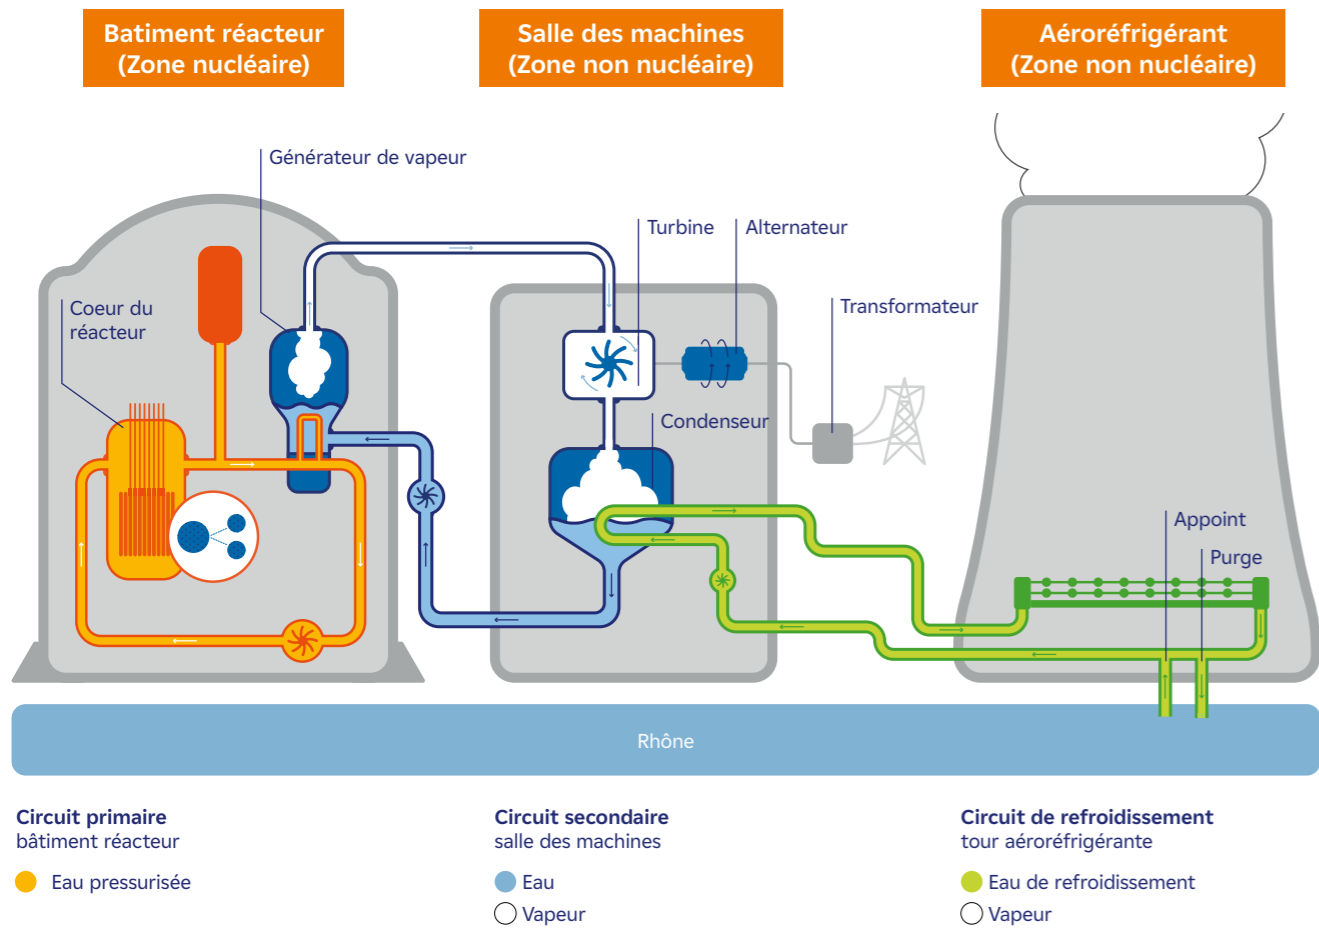 Batiment réacteur
(Zone nucléaire)
Salle des machines
(Zone non nucléaire)
Aéroréfrigérant
(Zone non nucléaire)
Générateur de vapeur
Turbine
Alternateur
Coeur du
réacteur
Transformateur
Condenseur
Appoint
Purge
Rhône
Circuit primaire
bâtiment réacteur
Eau pressurisée
Circuit secondaire
salle des machines
Eau
Vapeur
Circuit de refroidissement
tour aéroréfrigérante
Eau de refroidissement
Vapeur